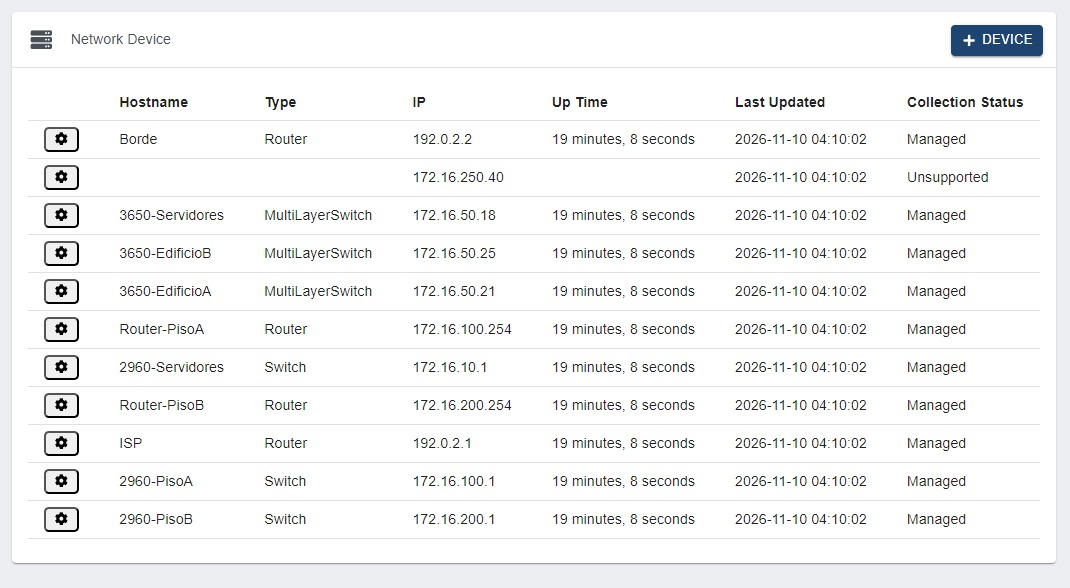 Network Device
+ DEVICE
Hostname Type IP Up Time Last Updated Collection Status
Borde Router 192.0.2.2 19 minutes, 8 seconds 2026-11-10 04:10:02 Managed
172.16.250.40 2026-11-10 04:10:02 Unsupported
3650-Servidores MultiLayerSwitch 172.16.50.18 19 minutes, 8 seconds 2026-11-10 04:10:02 Managed
3650-EdificioB MultiLayerSwitch 172.16.50.25 19 minutes, 8 seconds 2026-11-10 04:10:02 Managed
3650-EdificioA MultiLayerSwitch 172.16.50.21 19 minutes, 8 seconds 2026-11-10 04:10:02 Managed
Router-PisoA Router 172.16.100.254 19 minutes, 8 seconds 2026-11-10 04:10:02 Managed
2960-Servidores Switch 172.16.10.1 19 minutes, 8 seconds 2026-11-10 04:10:02 Managed
Router-PisoB Router 172.16.200.254 19 minutes, 8 seconds 2026-11-10 04:10:02 Managed
ISP Router 192.0.2.1 19 minutes, 8 seconds 2026-11-10 04:10:02 Managed
2960-PisoA Switch 172.16.100.1 19 minutes, 8 seconds 2026-11-10 04:10:02 Managed
2960-PisoB Switch 172.16.200.1 19 minutes, 8 seconds 2026-11-10 04:10:02 Managed